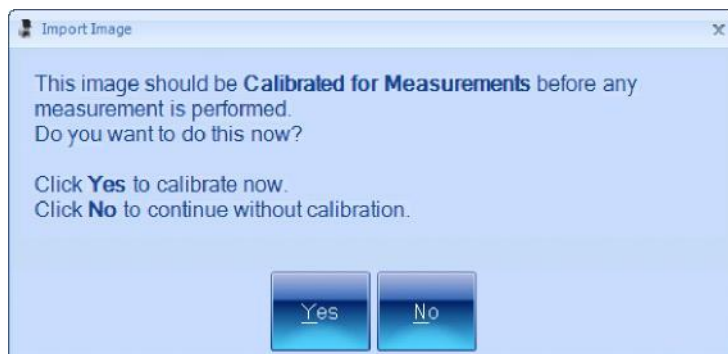 Import Image
This image should be Calibrated for Measurements before any
measurement is performed.
Do you want to do this now?
Click Yes to calibrate now.
Click No to continue without calibration.
Yes No